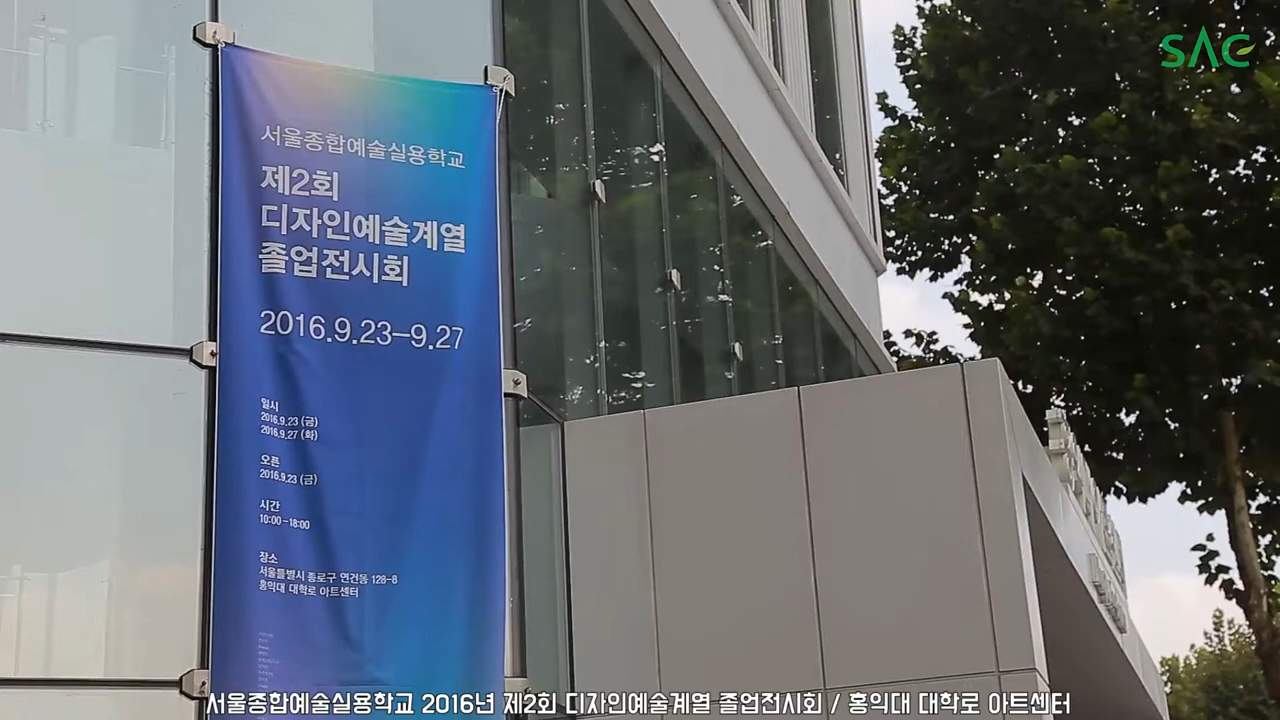 SAC
서울종합예술실용학교
제2회
디자인예술계열
졸업전시회
2016.9.23-9.27
일시
2016.9.23 (금)
2016.9.27 (화)
오픈
2016.9.23 (금)
시간
10:00-18:00
장소
서울특별시 종로구 연건동 128-8
홍익대 대학로 아트센터
서울종합예술실용학교 2016년 제2회 디자인예술계열 졸업전시회 / 홍익대 대학로 아트센터